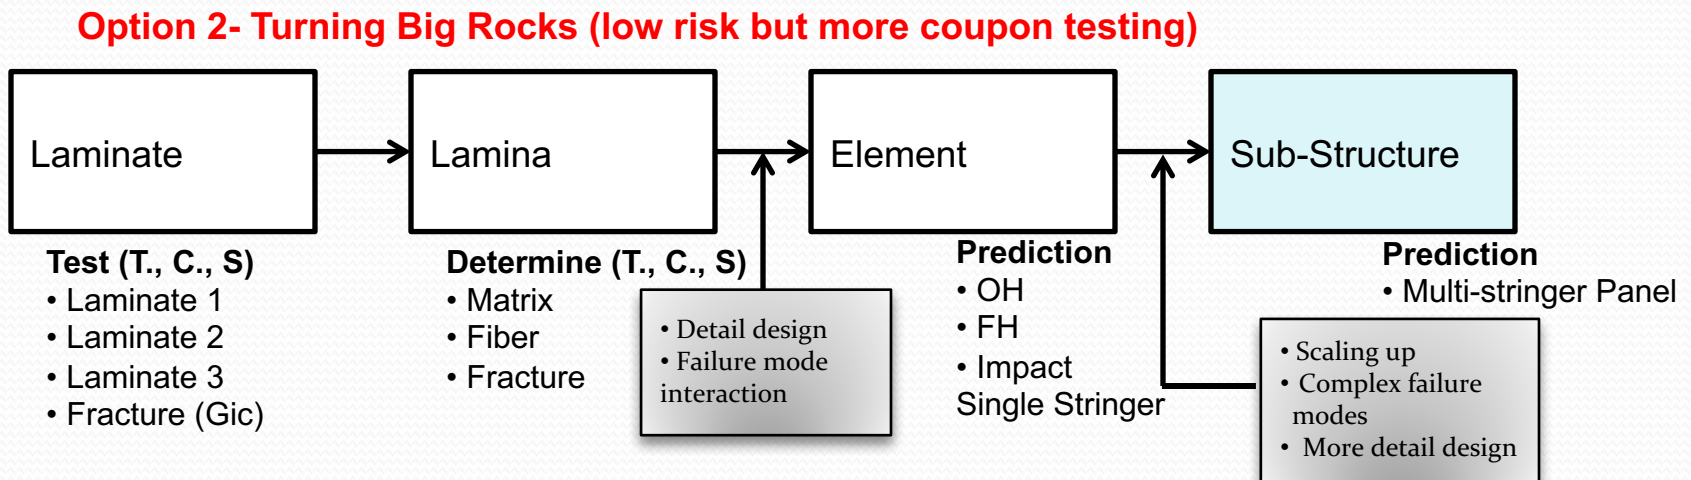 Option 2- Turning Big Rocks (low risk but more coupon testing)
Laminate
Lamina
Element
Sub-Structure
Test (T., C., S)
• Laminate 1
• Laminate 2
• Laminate 3
• Fracture (Gic)
Determine (T., C., S)
• Matrix
• Fiber
• Fracture
• Detail design
• Failure mode
interaction
Prediction
• OH
• FH
• Impact
Single Stringer
Prediction
• Multi-stringer Panel
• Scaling up
• Complex failure
modes
• More detail design